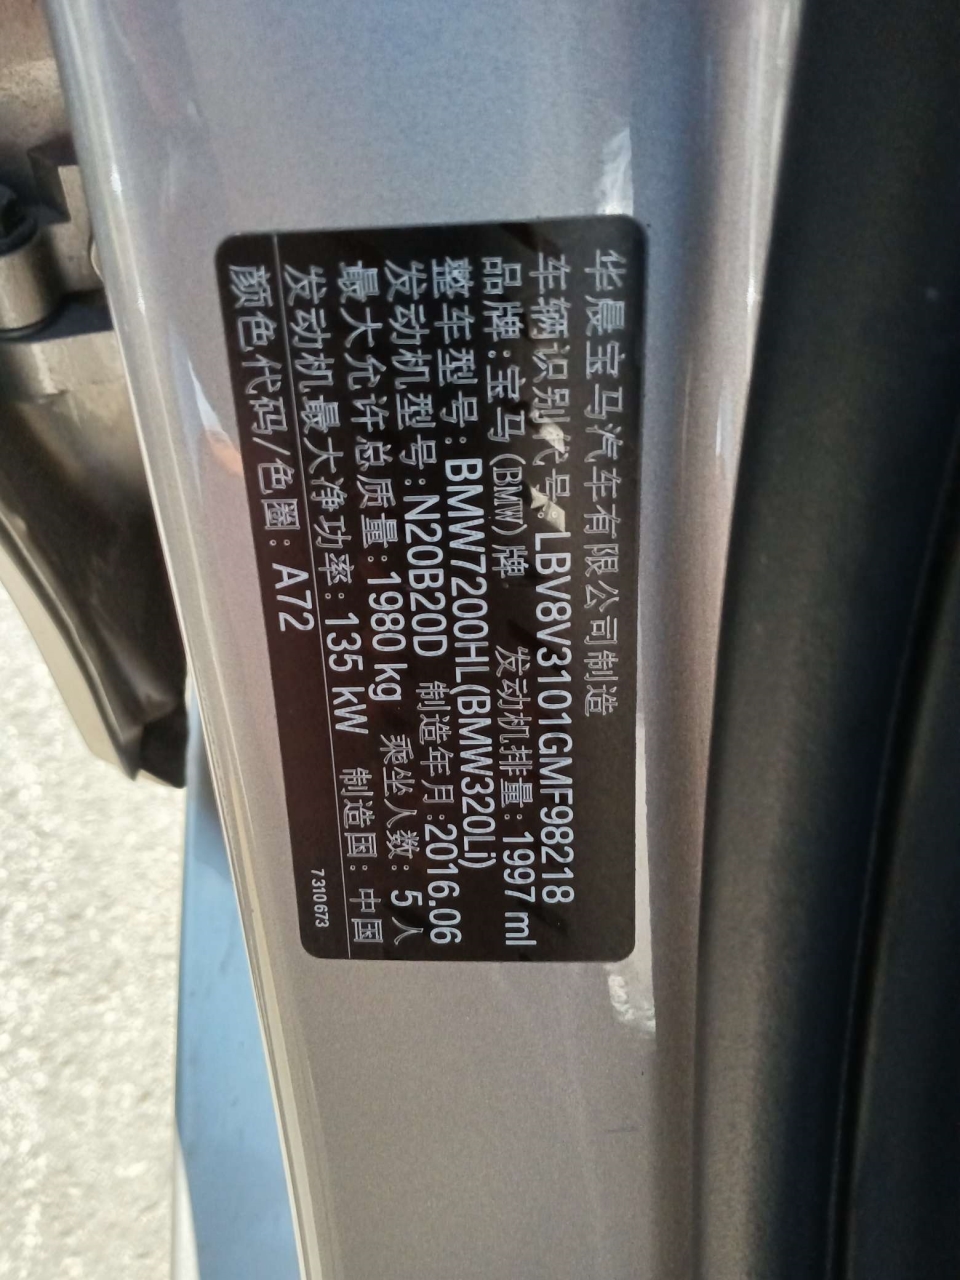 华晨宝马汽车有限公司制造
车辆识别代号:LBV8V3101GMF98218
品牌:宝马(BMW)牌 发动机排量:1997 ml
整车型号:BMW7200HL(BMW320Li)
发动机型号:N20B20D 制造年月:2016.06
最大允许总质量:1980 kg 乘坐人数:5人
发动机最大净功率:135 kW 制造国:中国
颜色代码/色圈:A72 7310673